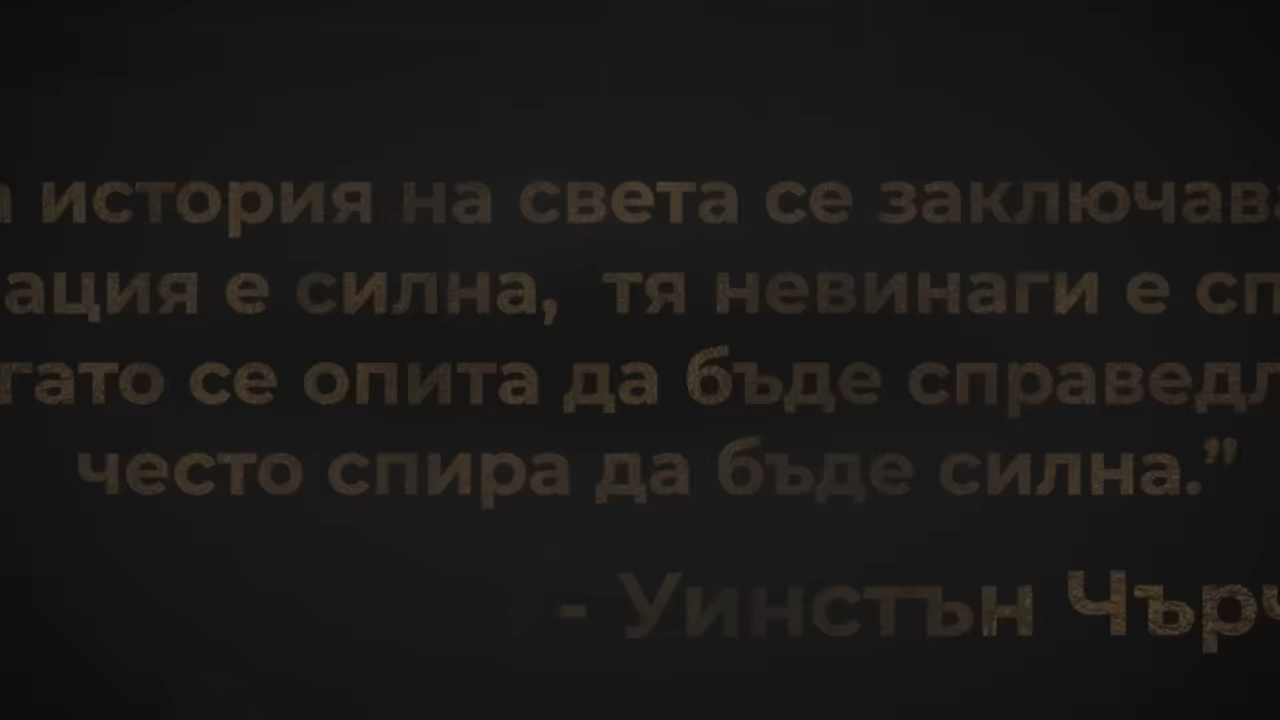 история на света се заключав
ация е силна, тя невинаги е сп
гато се опита да бъде справедл
често спира да бъде силна.”
- Уинстън Чърч